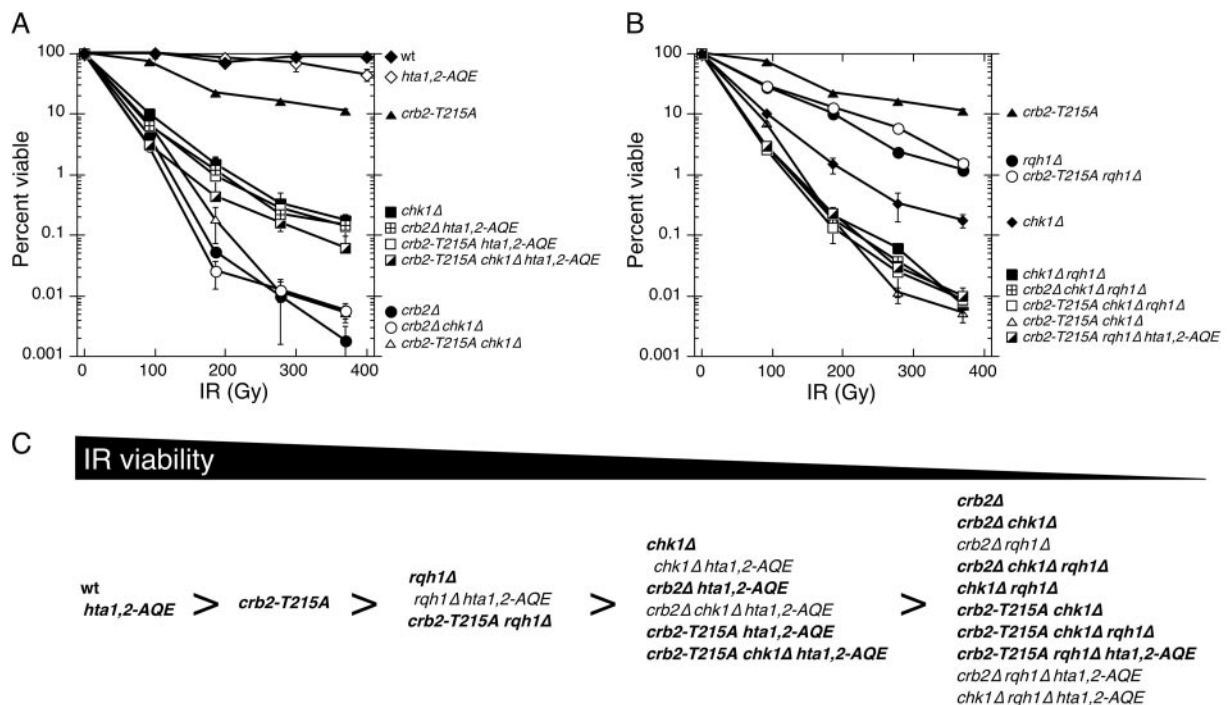 A
Percent viable
100
10
1
0.1
0.01
0.001
0
100
200
300
400
IR (Gy)
wt
hta1,2-AQE
crb2-T215A
chk1Δ
crb2Δ hta1,2-AQE
crb2-T215A hta1,2-AQE
crb2-T215A chk1Δ hta1,2-AQE
crb2Δ
crb2Δ chk1Δ
crb2-T215A chk1Δ
B
Percent viable
100
10
1
0.1
0.01
0.001
0
100
200
300
400
IR (Gy)
crb2-T215A
rqh1Δ
crb2-T215A rqh1Δ
chk1Δ
chk1Δ rqh1Δ
crb2Δ chk1Δ rqh1Δ
crb2-T215A chk1Δ rqh1Δ
crb2-T215A chk1Δ
crb2-T215A rqh1Δ hta1,2-AQE
C
IR viability
wt
hta1,2-AQE
>
crb2-T215A
>
rqh1Δ
rqh1Δ hta1,2-AQE
crb2-T215A rqh1Δ
>
chk1Δ
chk1Δ hta1,2-AQE
crb2Δ hta1,2-AQE
crb2Δ chk1Δ hta1,2-AQE
crb2-T215A hta1,2-AQE
crb2-T215A chk1Δ hta1,2-AQE
>
crb2Δ
crb2Δ chk1Δ
crb2Δ rqh1Δ
crb2Δ chk1Δ rqh1Δ
chk1Δ rqh1Δ
crb2-T215A chk1Δ
crb2-T215A chk1Δ rqh1Δ
crb2-T215A rqh1Δ hta1,2-AQE
crb2Δ rqh1Δ hta1,2-AQE
chk1Δ rqh1Δ hta1,2-AQE